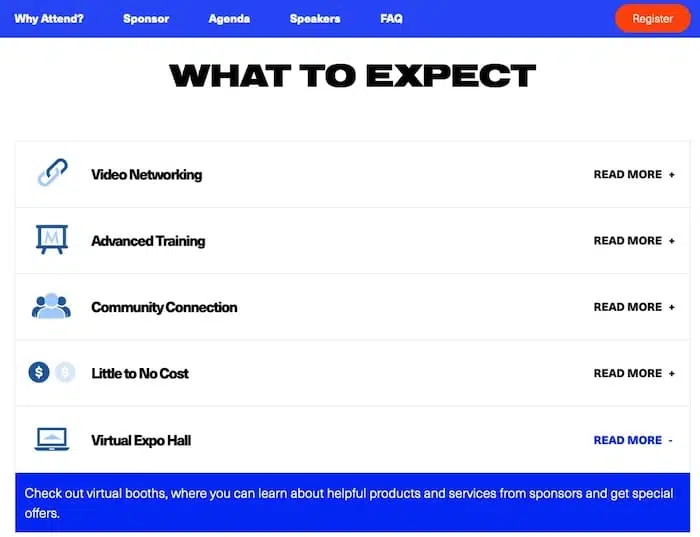 Why Attend? Sponsor Agenda Speakers FAQ Register
WHAT TO EXPECT
Video Networking READ MORE +
M
Advanced Training READ MORE +
Community Connection READ MORE +
$ $ Little to No Cost READ MORE +
Virtual Expo Hall READ MORE -
Check out virtual booths, where you can learn about helpful products and services from sponsors and get special
offers.